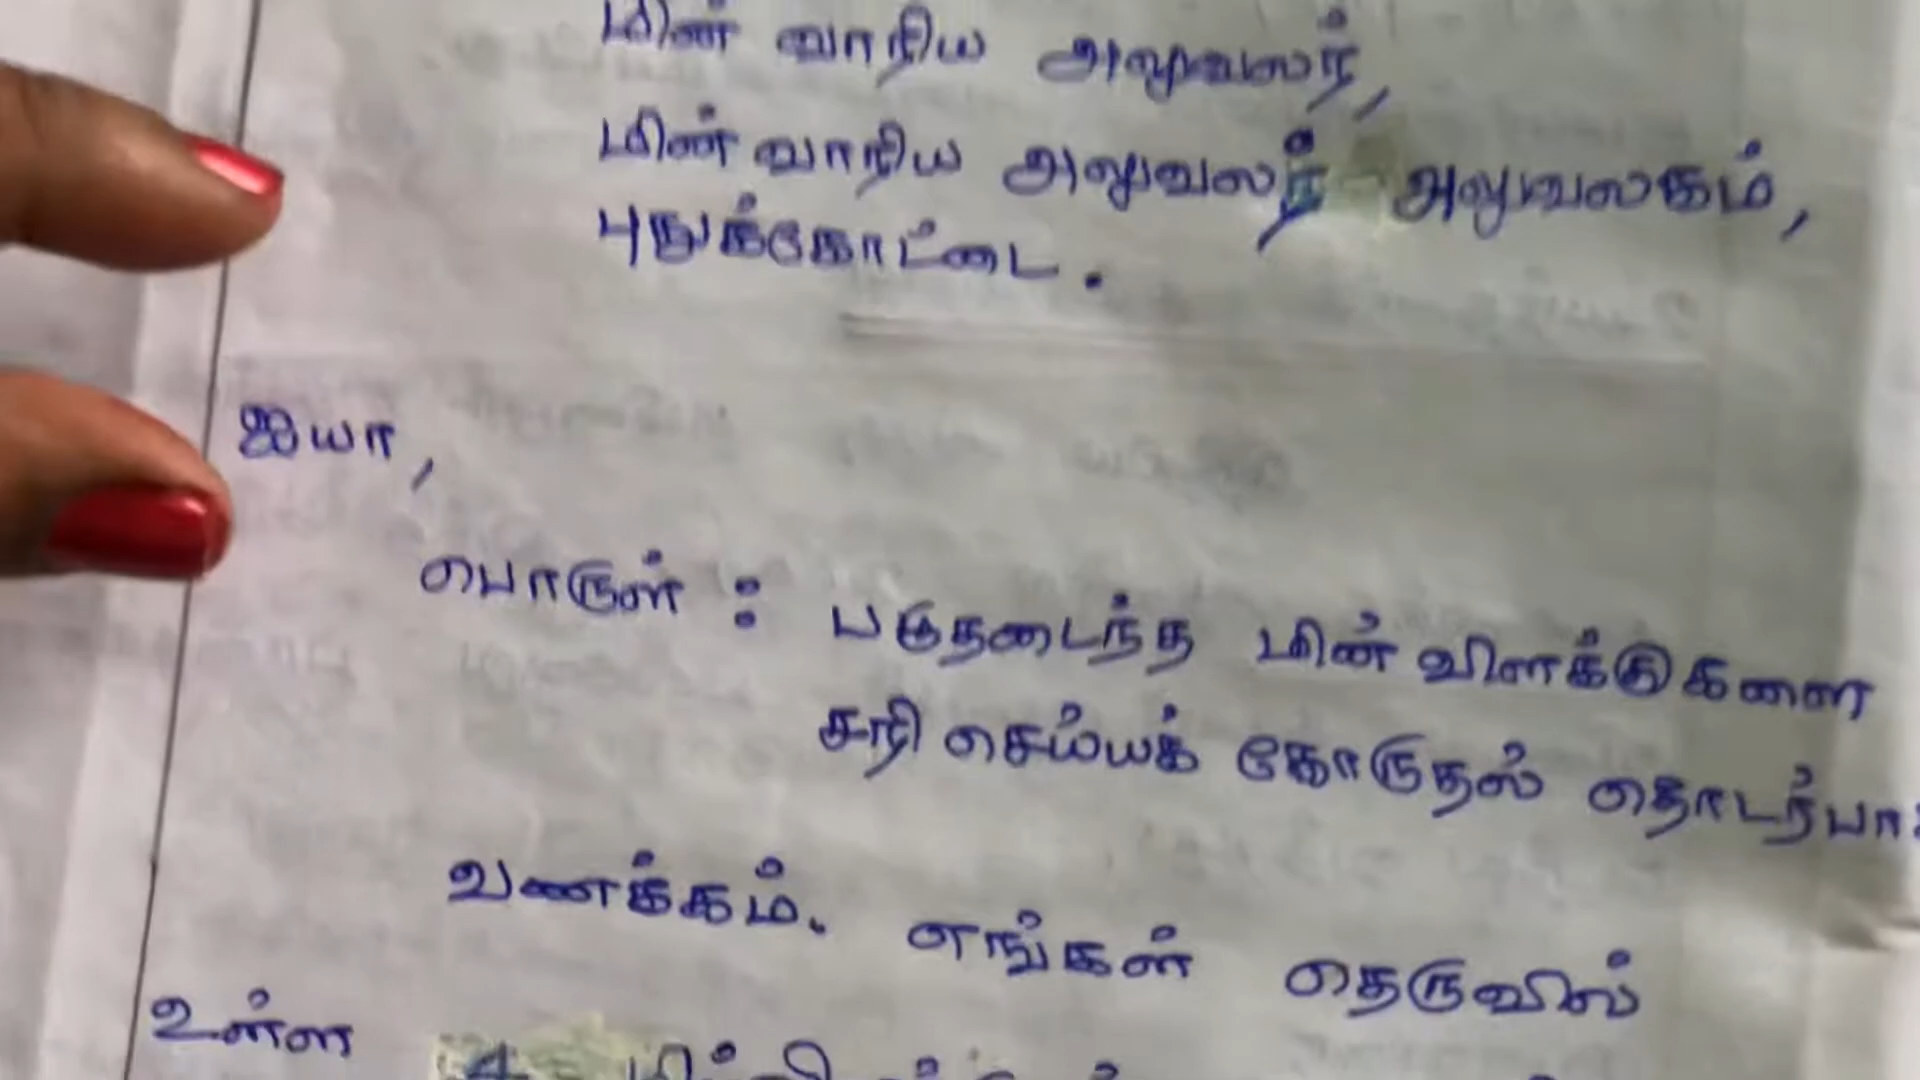 மின் வாரிய அலுவலர்,
மின் வாரிய அலுவலர் அலுவலகம்,
புதுக்கோட்டை.
ஐயா,
பொருள் : பழுதடைந்த மின் விளக்குகளை
சரி செய்யக் கோருதல் தொடர்பா
வணக்கம். எங்கள் தெருவில்
உள்ள 4